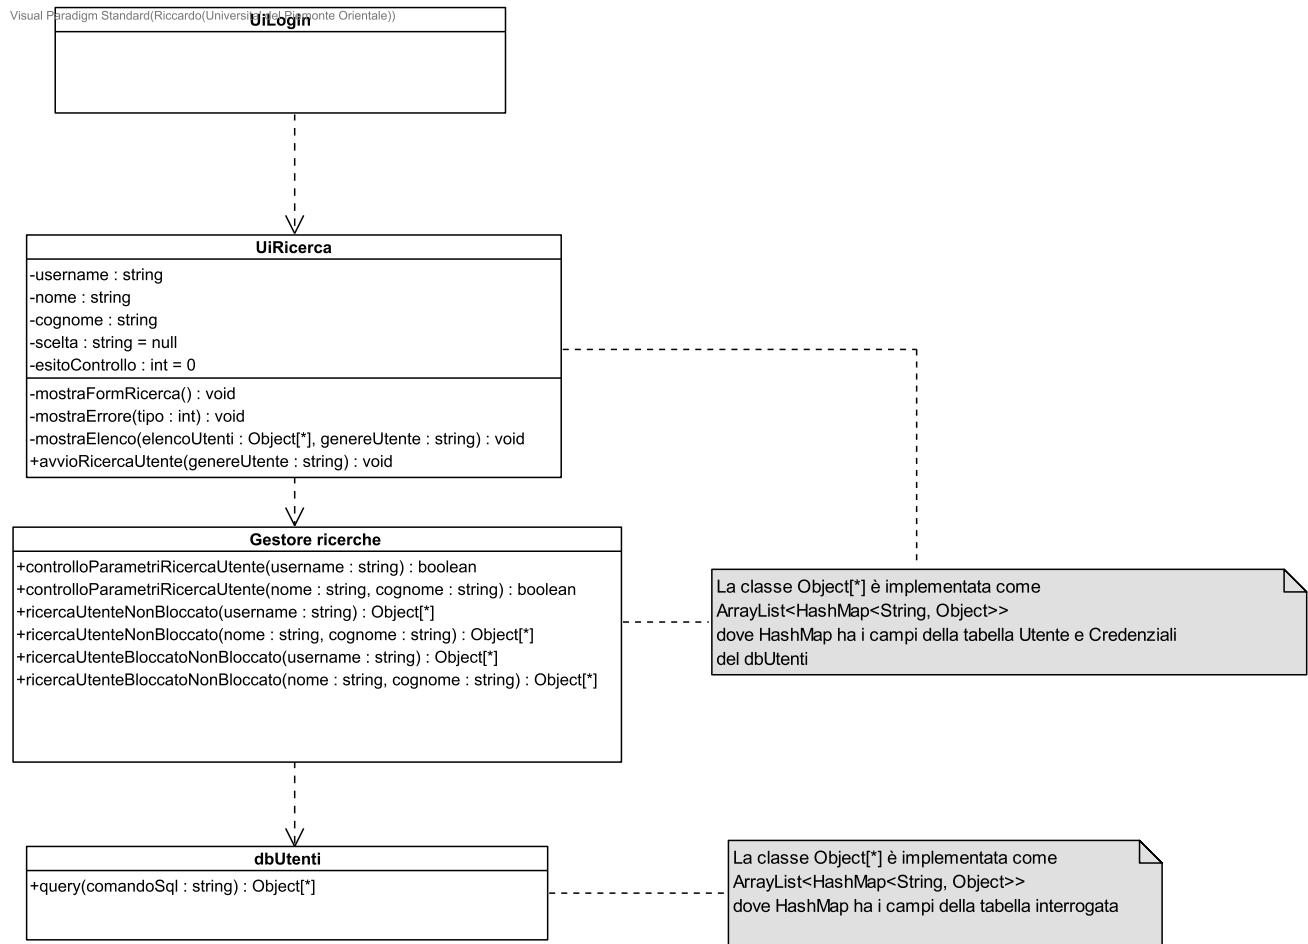 Visual Paradigm Standard(Riccardo(Universita del Piemonte Orientale))
UiLogin
UiRicerca
-username : string
-nome : string
-cognome : string
-scelta : string = null
-esitoControllo : int = 0
-mostraFormRicerca() : void
-mostraErrore(tipo : int) : void
-mostraElenco(elencoUtenti : Object[*], genereUtente : string) : void
+avvioRicercaUtente(genereUtente : string) : void
Gestore ricerche
+controlloParametriRicercaUtente(username : string) : boolean
+controlloParametriRicercaUtente(nome : string, cognome : string) : boolean
+ricercaUtenteNonBloccato(username : string) : Object[*]
+ricercaUtenteNonBloccato(nome : string, cognome : string) : Object[*]
+ricercaUtenteBloccatoNonBloccato(username : string) : Object[*]
+ricercaUtenteBloccatoNonBloccato(nome : string, cognome : string) : Object[*]
La classe Object[*] è implementata come
ArrayList<HashMap<String, Object>>
dove HashMap ha i campi della tabella Utente e Credenziali
del dbUtenti
dbUtenti
+query(comandoSql : string) : Object[*]
La classe Object[*] è implementata come
ArrayList<HashMap<String, Object>>
dove HashMap ha i campi della tabella interrogata